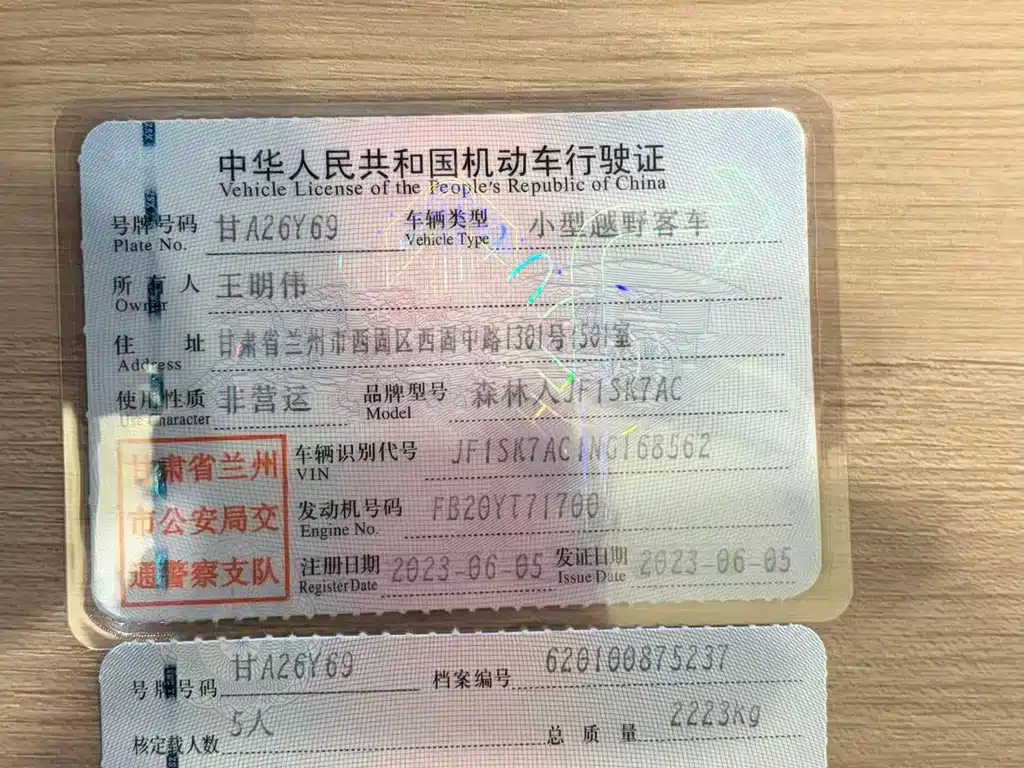 中华人民共和国机动车行驶证
Vehicle License of the People's Republic of China
号牌号码 甘A26Y69 车辆类型 小型越野客车
Plate No. Vehicle Type
所有人 王明伟
Owner
住址 甘肃省兰州市西固区西固中路1301号1501室
Address
使用性质 非营运 品牌型号 森林人JF1SK7AC
Use Character Model
甘肃省兰州
市公安局交
通警察支队
车辆识别代号 JF1SK7AC1NG168562
VIN
发动机号码 FB20YT71700
Engine No.
注册日期 2023-06-05 发证日期 2023-06-05
Register Date Issue Date
号牌号码 甘A26Y69 档案编号 620100875237
核定载人数 5人 总质量 2223Kg